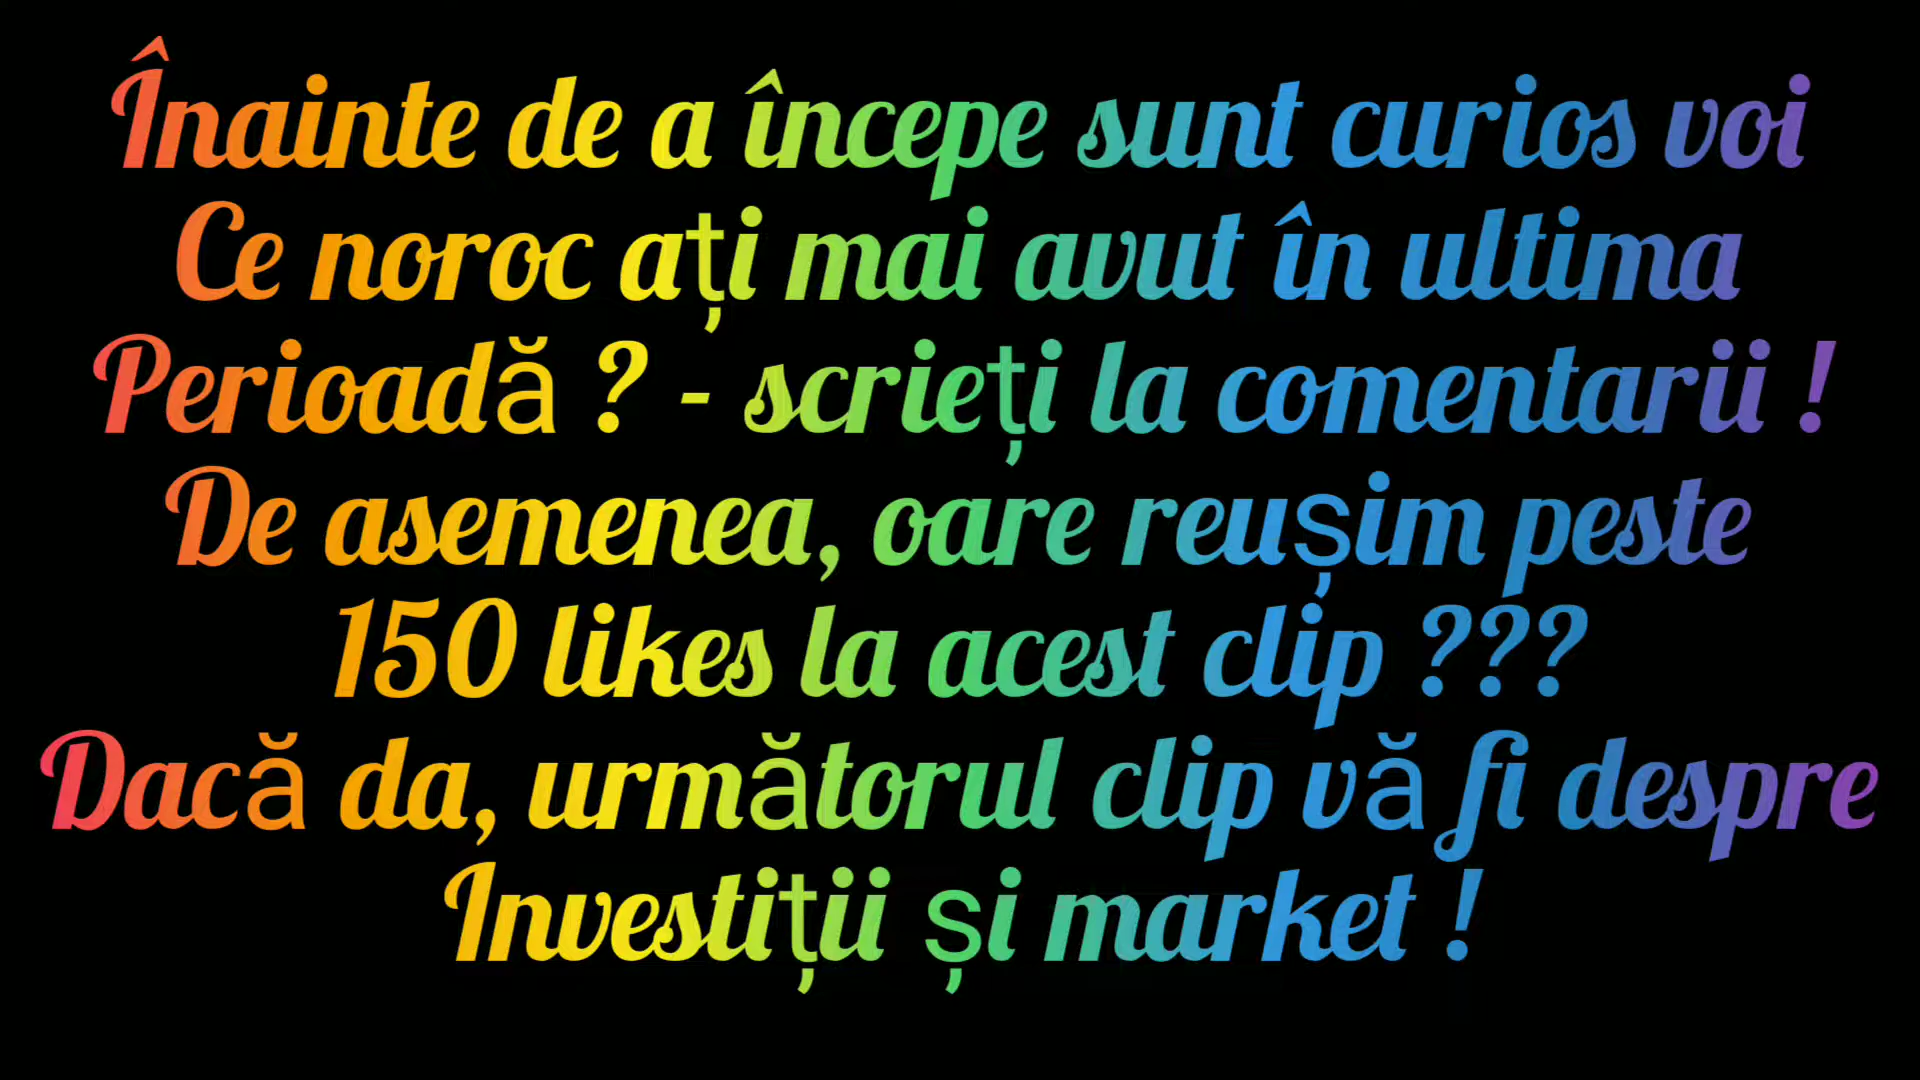 Înainte de a începe sunt curios voi
Ce noroc ați mai avut în ultima
Perioadă ? - scrieți la comentarii !
De asemenea, oare reușim peste
150 likes la acest clip ???
Dacă da, următorul clip vă fi despre
Investiții și market !